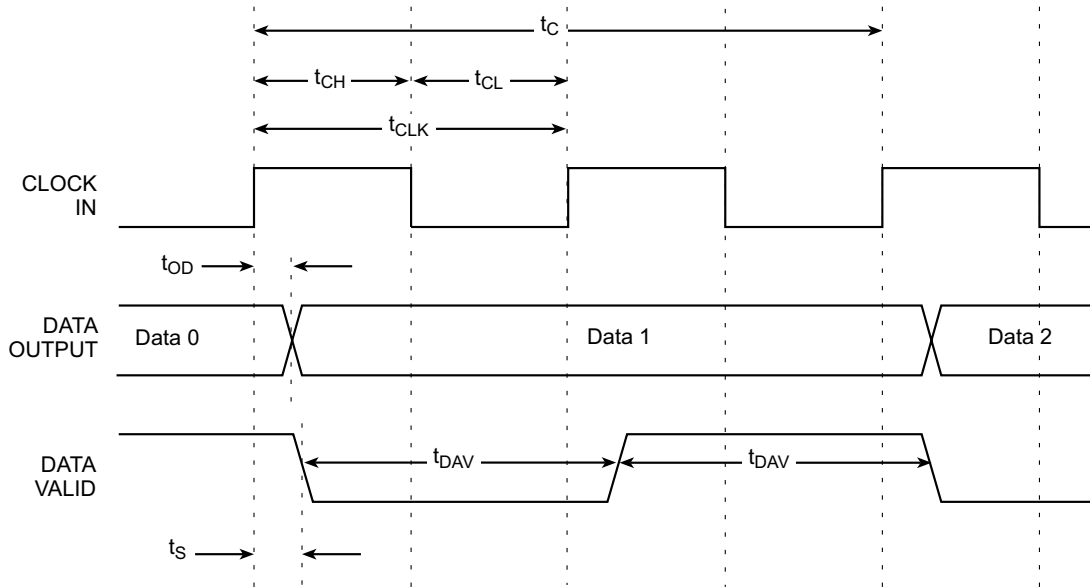 tC
tCH
tCL
tCLK
CLOCK
IN
tOD
DATA
OUTPUT
Data 0
Data 1
Data 2
DATA
VALID
tDAV
tDAV
tS